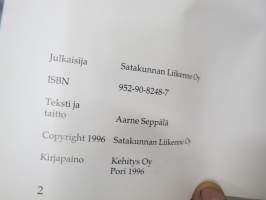 Julkaisija Satakunnan Liikenne Oy
ISBN 952-90-8248-7
Teksti ja
taitto Aarne Seppälä
Copyright 1996 Satakunnan Liikenne Oy
Kirjapaino Kehitys Oy
Pori 1996
2